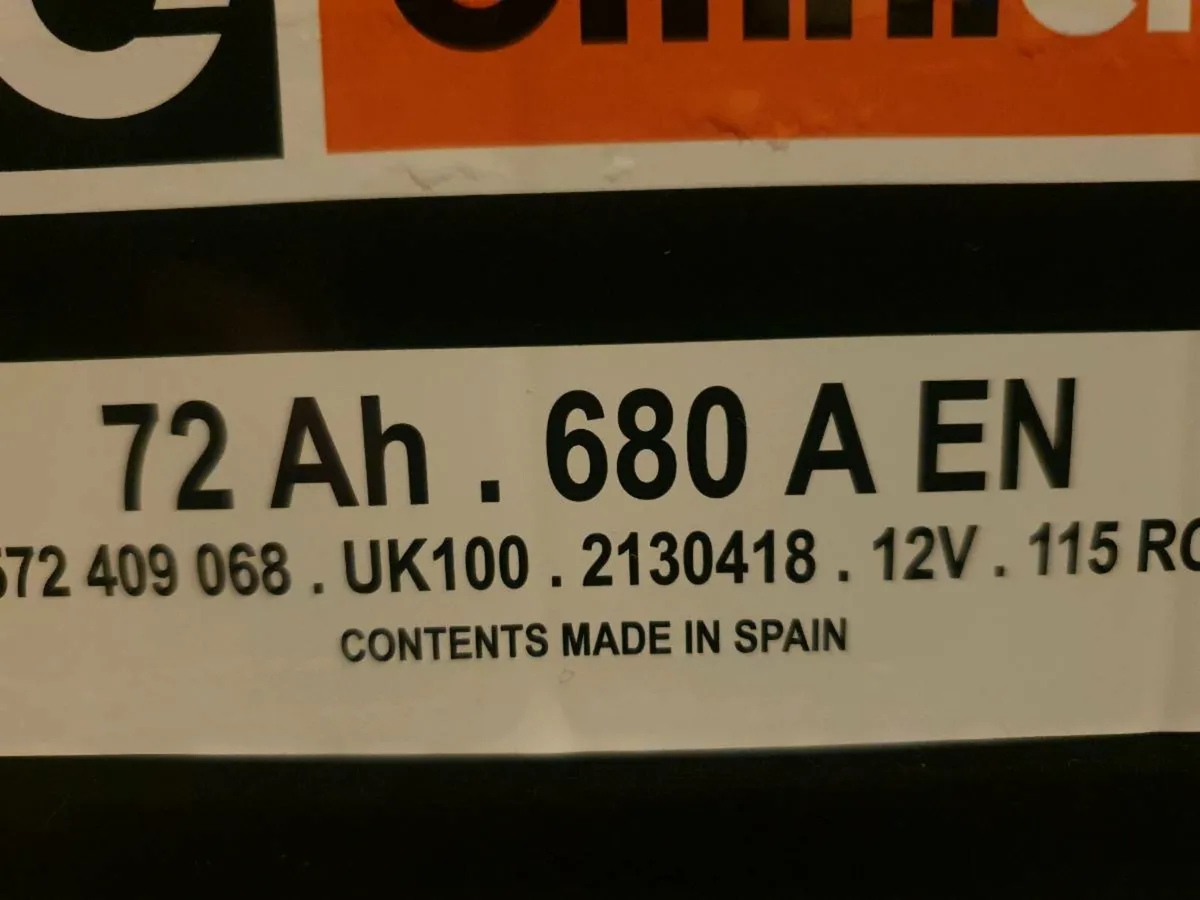 72 Ah . 680 A EN
572 409 068 . UK100 . 2130418 . 12V . 115 RC
CONTENTS MADE IN SPAIN